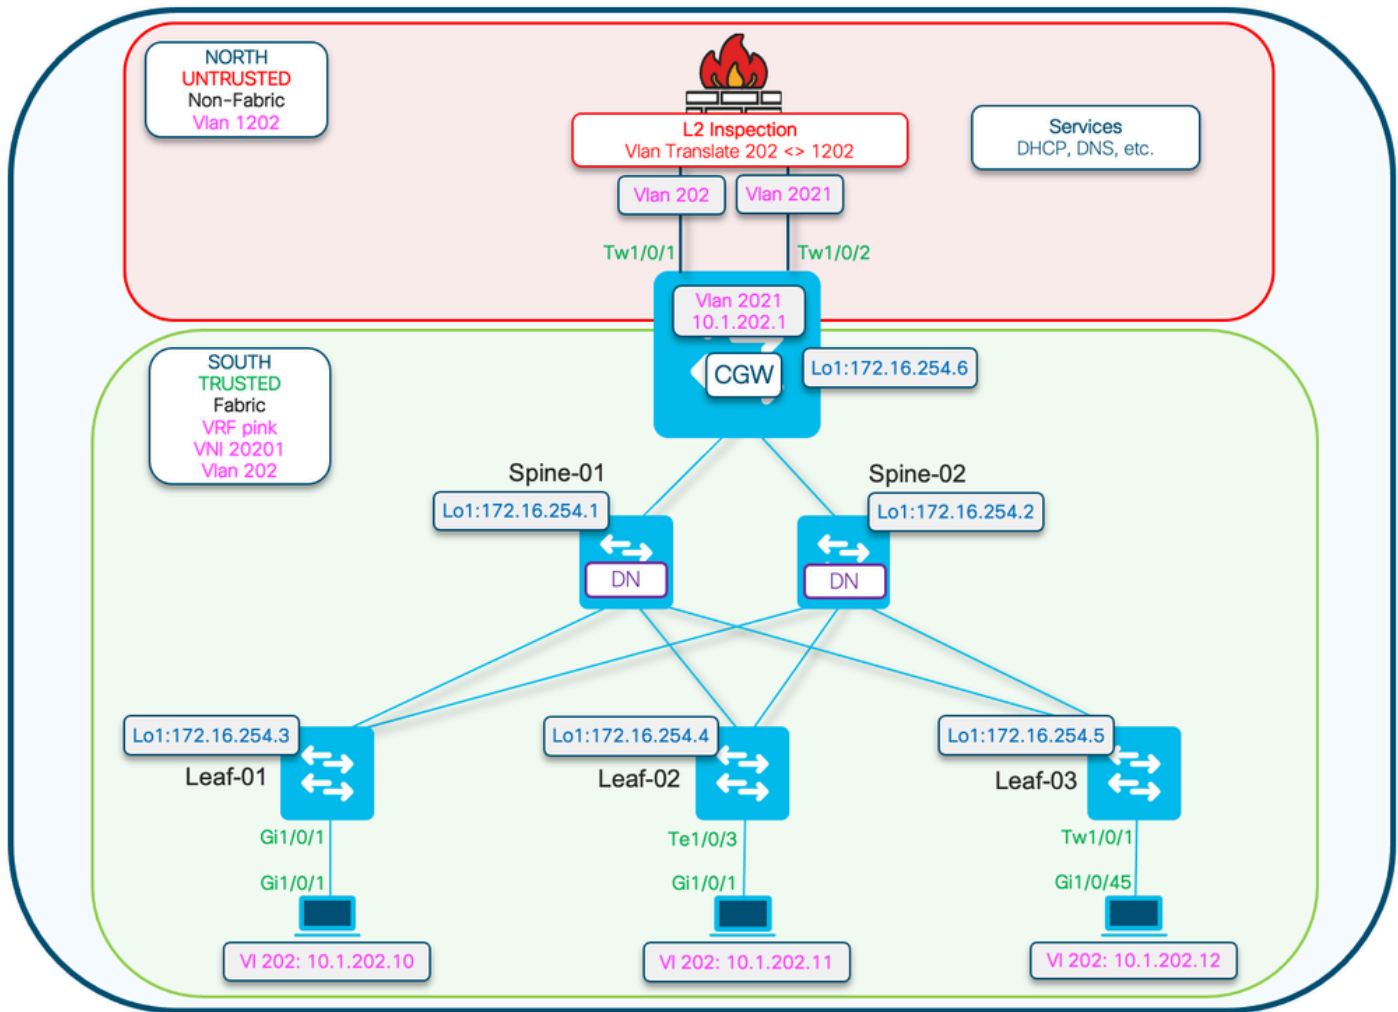 NORTH
UNTRUSTED
Non-Fabric
Vlan 1202
L2 Inspection
Vlan Translate 202 <> 1202
Services
DHCP, DNS, etc.
Vlan 202
Vlan 2021
Tw1/0/1
Tw1/0/2
Vlan 2021
10.1.202.1
CGW
Lo1:172.16.254.6
SOUTH
TRUSTED
Fabric
VRF pink
VNI 20201
Vlan 202
Spine-01
Lo1:172.16.254.1
DN
Spine-02
Lo1:172.16.254.2
DN
Lo1:172.16.254.3
Leaf-01
Lo1:172.16.254.4
Leaf-02
Lo1:172.16.254.5
Leaf-03
Gi1/0/1
Gi1/0/1
Te1/0/3
Gi1/0/1
Tw1/0/1
Gi1/0/45
Vl 202: 10.1.202.10
Vl 202: 10.1.202.11
Vl 202: 10.1.202.12